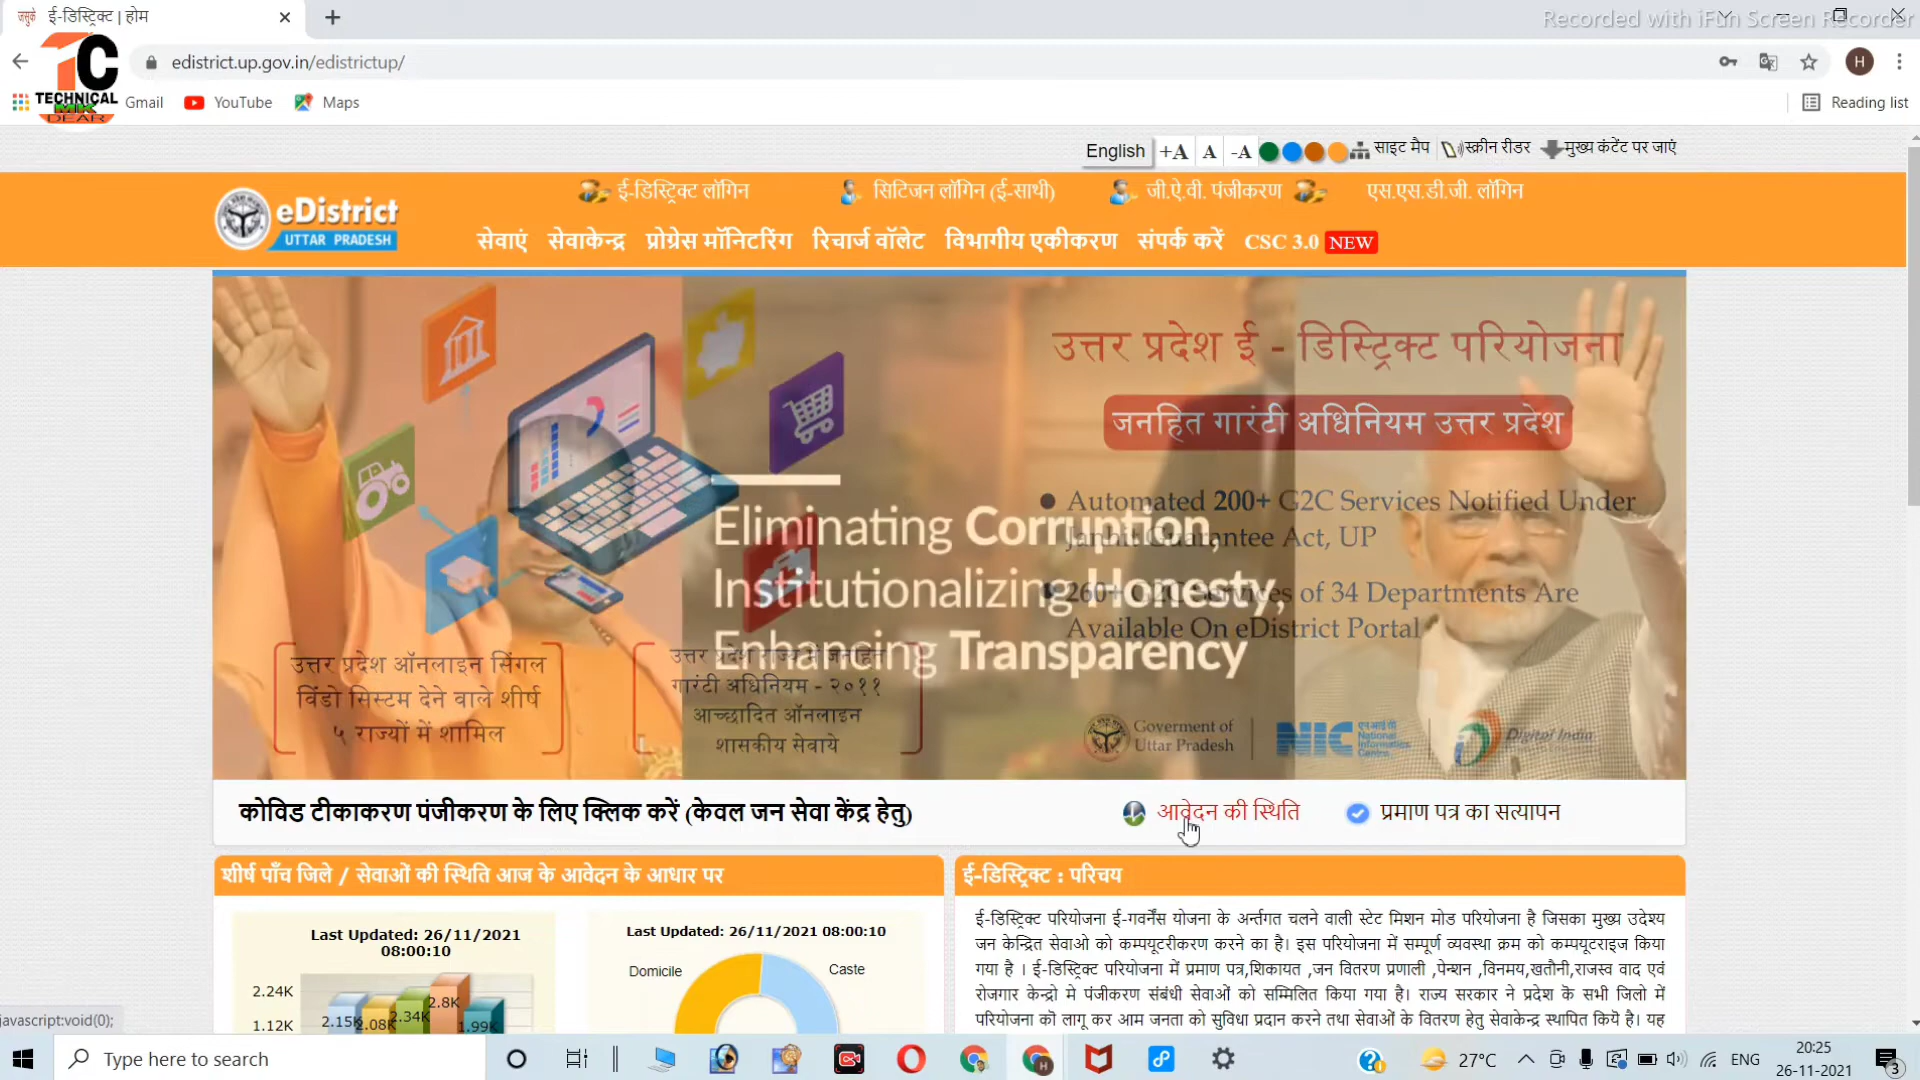 Recorded with iFun Screen Recorder
ई-डिस्ट्रिक्ट | होम
edistrict.up.gov.in/edistrictup/
TC
TECHNICAL
MK
DEAR
Gmail
YouTube
Maps
Reading list
English
+A
A
-A
साइट मैप
स्क्रीन रीडर
मुख्य कंटेंट पर जाएं
ई-डिस्ट्रिक्ट लॉगिन
सिटिजन लॉगिन (ई-साथी)
जी.ऐ.वी. पंजीकरण
एस.एस.डी.जी. लॉगिन
eDistrict
UTTAR PRADESH
सेवाएं
सेवाकेन्द्र
प्रोग्रेस मॉनिटरिंग
रिचार्ज वॉलेट
विभागीय एकीकरण
संपर्क करें
CSC 3.0 NEW
उत्तर प्रदेश ई - डिस्ट्रिक्ट परियोजना
जनहित गारंटी अधिनियम उत्तर प्रदेश
Automated 200+ G2C Services Notified Under
Janhit Guarantee Act, UP
260+ G2C Services of 34 Departments Are
Available On eDistrict Portal
Eliminating Corruption,
Institutionalizing Honesty,
Enhancing Transparency
उत्तर प्रदेश ऑनलाइन सिंगल
विंडो सिस्टम देने वाले शीर्ष
५ राज्यों में शामिल
उत्तर प्रदेश राज्य में जनहित
गारंटी अधिनियम - २०११
आच्छादित ऑनलाइन
शासकीय सेवाये
Goverment of
Uttar Pradesh
NIC
एन.आई.सी.
National
Informatics
Centre
Digital India
कोविड टीकाकरण पंजीकरण के लिए क्लिक करें (केवल जन सेवा केंद्र हेतु)
आवेदन की स्थिति
प्रमाण पत्र का सत्यापन
शीर्ष पाँच जिले / सेवाओं की स्थिति आज के आवेदन के आधार पर
Last Updated: 26/11/2021
08:00:10
2.24K
1.12K
2.15K
2.08K
2.34K
2.8K
1.99K
Last Updated: 26/11/2021 08:00:10
Domicile
Caste
ई-डिस्ट्रिक्ट : परिचय
ई-डिस्ट्रिक्ट परियोजना ई-गवर्नेंस योजना के अर्न्तगत चलने वाली स्टेट मिशन मोड परियोजना है जिसका मुख्य उदेश्य
जन केन्द्रित सेवाओ को कम्पयूटरीकरण करने का है। इस परियोजना में सम्पूर्ण व्यवस्था क्रम को कम्पयूटराइज किया
गया है । ई-डिस्ट्रिक्ट परियोजना में प्रमाण पत्र,शिकायत ,जन वितरण प्रणाली ,पेन्शन ,विनमय,खतौनी,राजस्व वाद एवं
रोजगार केन्द्रो मे पंजीकरण संबंधी सेवाओं को सम्मिलित किया गया है। राज्य सरकार ने प्रदेश के सभी जिलो में
परियोजना कॊ लागू कर आम जनता को सुविधा प्रदान करने तथा सेवाओं के वितरण हेतु सेवाकेन्द्र स्थापित कियॆ है। यह
javascript:void(0);
Type here to search
27°C
ENG
20:25
26-11-2021
3